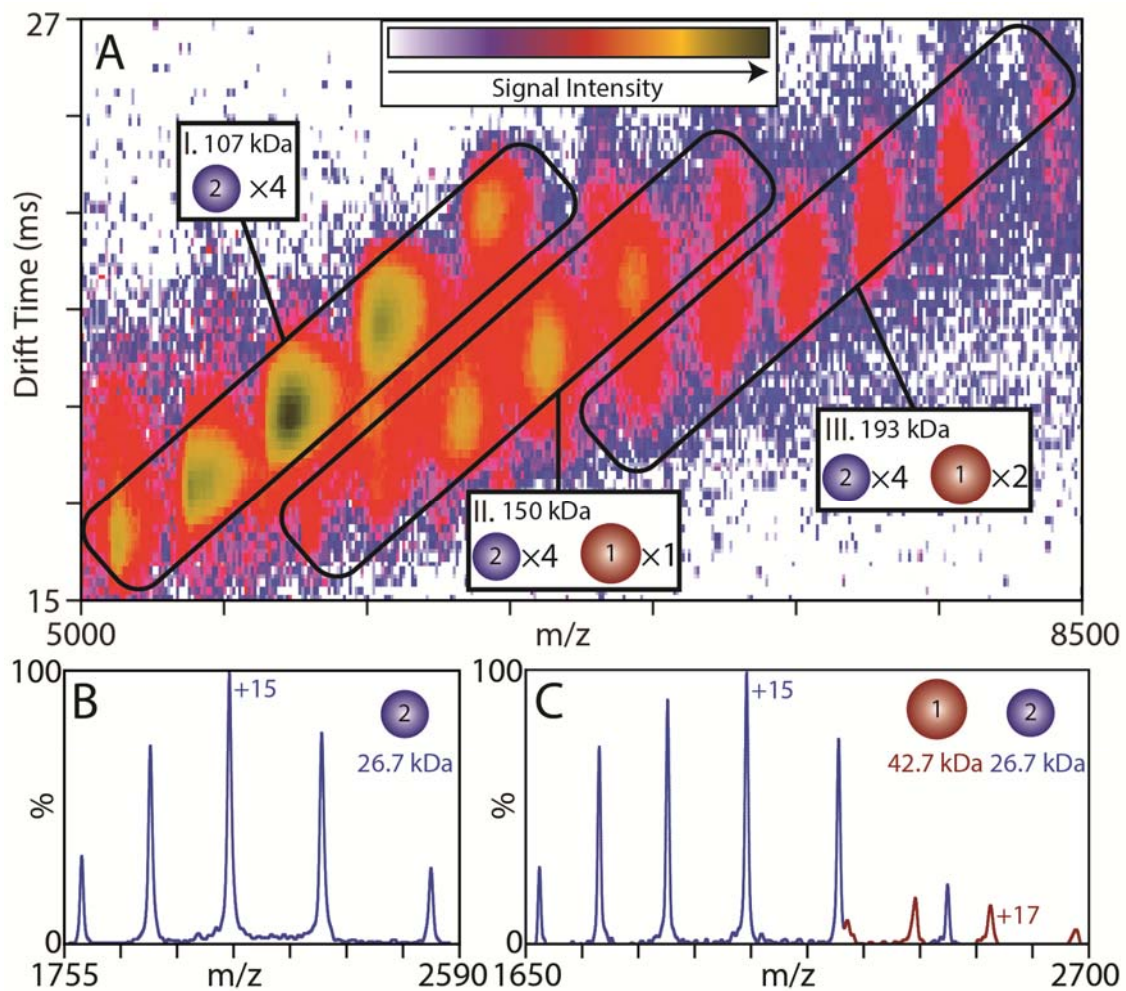 27
A
Signal Intensity
I. 107 kDa
2 ×4
Drift Time (ms)
III. 193 kDa
2 ×4 1 ×2
II. 150 kDa
2 ×4 1 ×1
15
5000 m/z 8500
100
B
+15
2
26.7 kDa
%
0
1755 m/z 2590
100
C
+15
1 2
42.7 kDa 26.7 kDa
%
+17
0
1650 m/z 2700